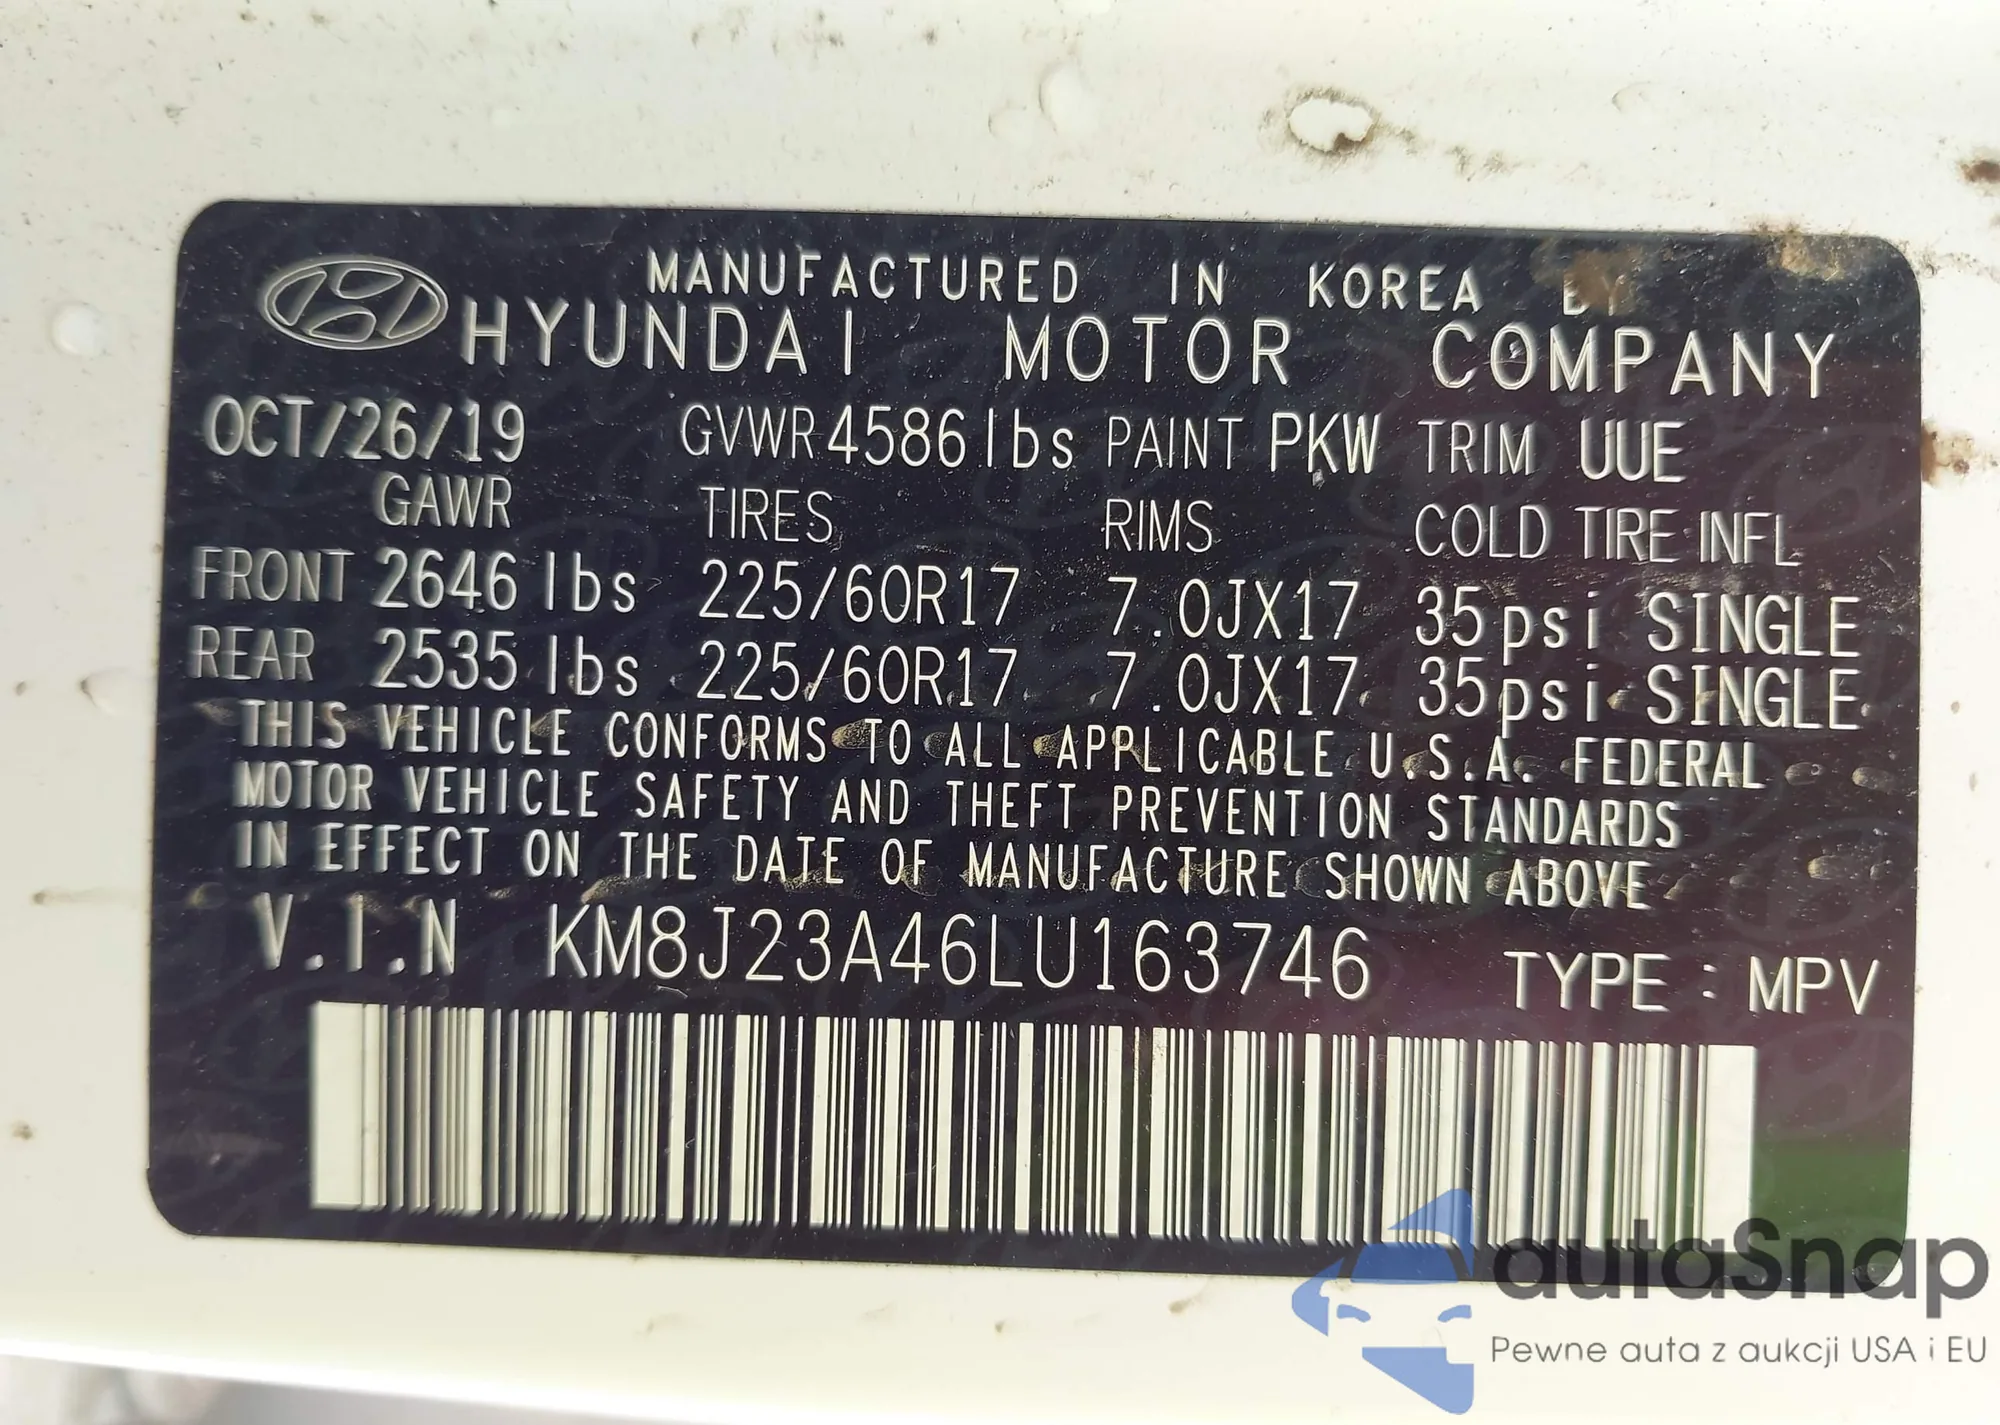 MANUFACTURED IN KOREA BY
HYUNDAI MOTOR COMPANY
OCT/26/19 GVWR 4586 lbs PAINT PKW TRIM UUE
GAWR TIRES RIMS COLD TIRE INFL
FRONT 2646 lbs 225/60R17 7.0JX17 35psi SINGLE
REAR 2535 lbs 225/60R17 7.0JX17 35psi SINGLE
THIS VEHICLE CONFORMS TO ALL APPLICABLE U.S.A. FEDERAL
MOTOR VEHICLE SAFETY AND THEFT PREVENTION STANDARDS
IN EFFECT ON THE DATE OF MANUFACTURE SHOWN ABOVE
V.I.N KM8J23A46LU163746 TYPE : MPV
autaSnap
Pewne auta z aukcji USA i EU